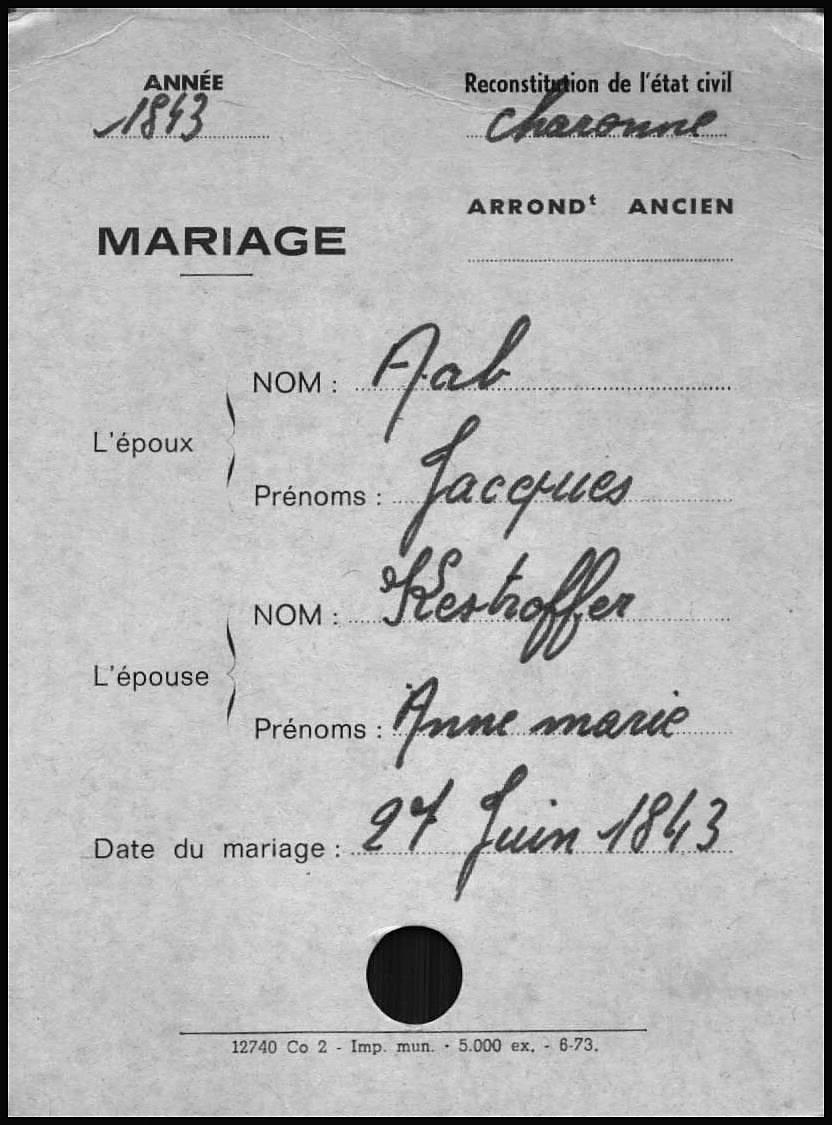 ANNÉE
1843
Reconstitution de l'état civil
Charonne
ARRONDᵗ ANCIEN
MARIAGE
L'époux
NOM : Aab
Prénoms : Jacques
L'épouse
NOM : Kestroffer
Prénoms : Anne marie
Date du mariage : 27 Juin 1843
12740 Co 2 - Imp. mun. - 5.000 ex. - 6-73.